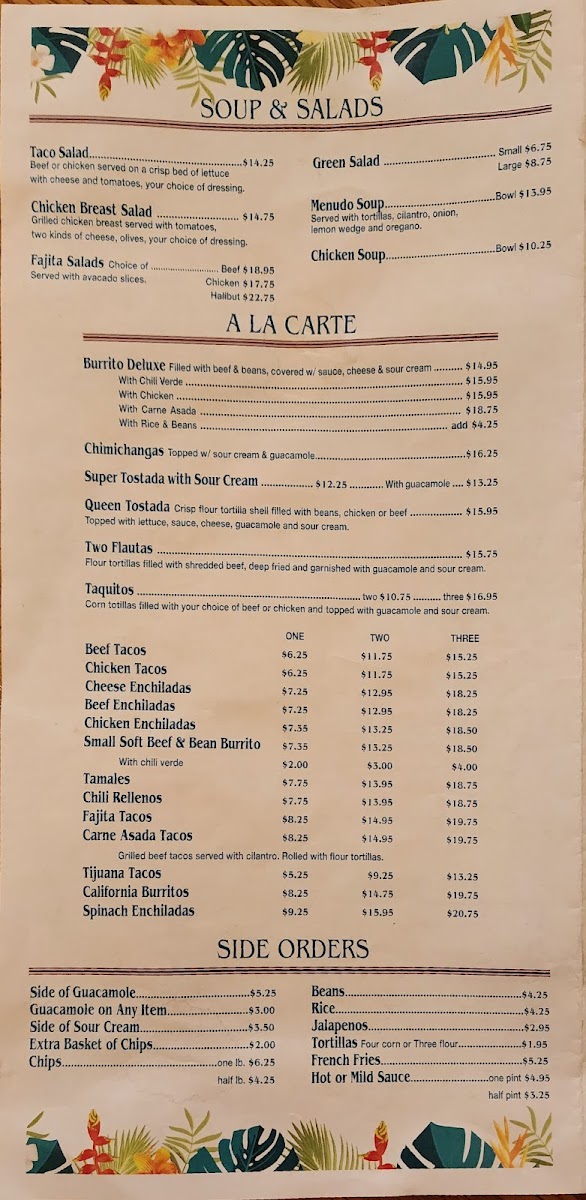 SOUP & SALADS
Taco Salad..........$14.25
Beef or chicken served on a crisp bed of lettuce
with cheese and tomatoes, your choice of dressing.
Chicken Breast Salad .......... $14.75
Grilled chicken breast served with tomatoes,
two kinds of cheese, olives, your choice of dressing.
Fajita Salads Choice of .......... Beef $18.95
Served with avacado slices. Chicken $17.75
Halibut $22.75
Green Salad .......... Small $6.75
Large $8.75
Menudo Soup..........Bowl $13.95
Served with tortillas, cilantro, onion,
lemon wedge and oregano.
Chicken Soup..........Bowl $10.25
A LA CARTE
Burrito Deluxe Filled with beef & beans, covered w/ sauce, cheese & sour cream .......... $14.95
With Chili Verde .......... $15.95
With Chicken .......... $15.95
With Carne Asada .......... $18.75
With Rice & Beans .......... add $4.25
Chimichangas Topped w/ sour cream & guacamole..........$16.25
Super Tostada with Sour Cream .......... $12.25 .......... With guacamole .... $13.25
Queen Tostada Crisp flour tortilla shell filled with beans, chicken or beef .......... $15.95
Topped with lettuce, sauce, cheese, guacamole and sour cream.
Two Flautas .......... $15.75
Flour tortillas filled with shredded beef, deep fried and garnished with guacamole and sour cream.
Taquitos .......... two $10.75 .......... three $16.95
Corn totillas filled with your choice of beef or chicken and topped with guacamole and sour cream.
ONE TWO THREE
Beef Tacos $6.25 $11.75 $15.25
Chicken Tacos $6.25 $11.75 $15.25
Cheese Enchiladas $7.25 $12.95 $18.25
Beef Enchiladas $7.25 $12.95 $18.25
Chicken Enchiladas $7.35 $13.25 $18.50
Small Soft Beef & Bean Burrito $7.35 $13.25 $18.50
With chili verde $2.00 $3.00 $4.00
Tamales $7.75 $13.95 $18.75
Chili Rellenos $7.75 $13.95 $18.75
Fajita Tacos $8.25 $14.95 $19.75
Carne Asada Tacos $8.25 $14.95 $19.75
Grilled beef tacos served with cilantro. Rolled with flour tortillas.
Tijuana Tacos $5.25 $9.25 $13.25
California Burritos $8.25 $14.75 $19.75
Spinach Enchiladas $9.25 $15.95 $20.75
SIDE ORDERS
Side of Guacamole..........$5.25
Guacamole on Any Item..........$3.00
Side of Sour Cream..........$3.50
Extra Basket of Chips..........$2.00
Chips..........one lb. $6.25
half lb. $4.25
Beans..........$4.25
Rice..........$4.25
Jalapenos..........$2.95
Tortillas Four corn or Three flour..........$1.95
French Fries..........$5.25
Hot or Mild Sauce..........one pint $4.95
half pint $3.25